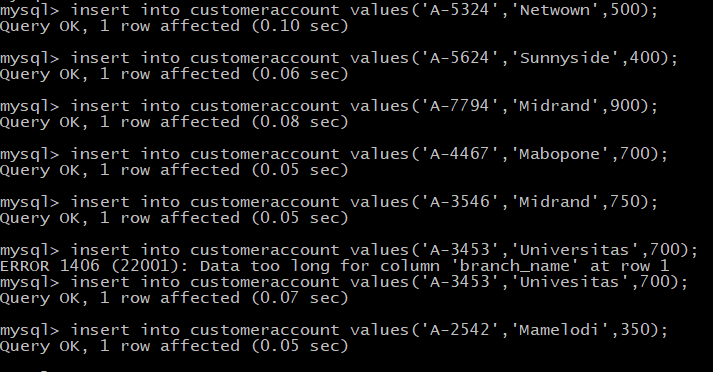 mysql> insert into customeraccount values('A-5324','Netwown',500);
Query OK, 1 row affected (0.10 sec)
mysql> insert into customeraccount values('A-5624','Sunnyside',400);
Query OK, 1 row affected (0.06 sec)
mysql> insert into customeraccount values('A-7794','Midrand',900);
Query OK, 1 row affected (0.08 sec)
mysql> insert into customeraccount values('A-4467','Mabopone',700);
Query OK, 1 row affected (0.05 sec)
mysql> insert into customeraccount values('A-3546','Midrand',750);
Query OK, 1 row affected (0.05 sec)
mysql> insert into customeraccount values('A-3453','Universitas',700);
ERROR 1406 (22001): Data too long for column 'branch_name' at row 1
mysql> insert into customeraccount values('A-3453','Univesitas',700);
Query OK, 1 row affected (0.07 sec)
mysql> insert into customeraccount values('A-2542','Mamelodi',350);
Query OK, 1 row affected (0.05 sec)